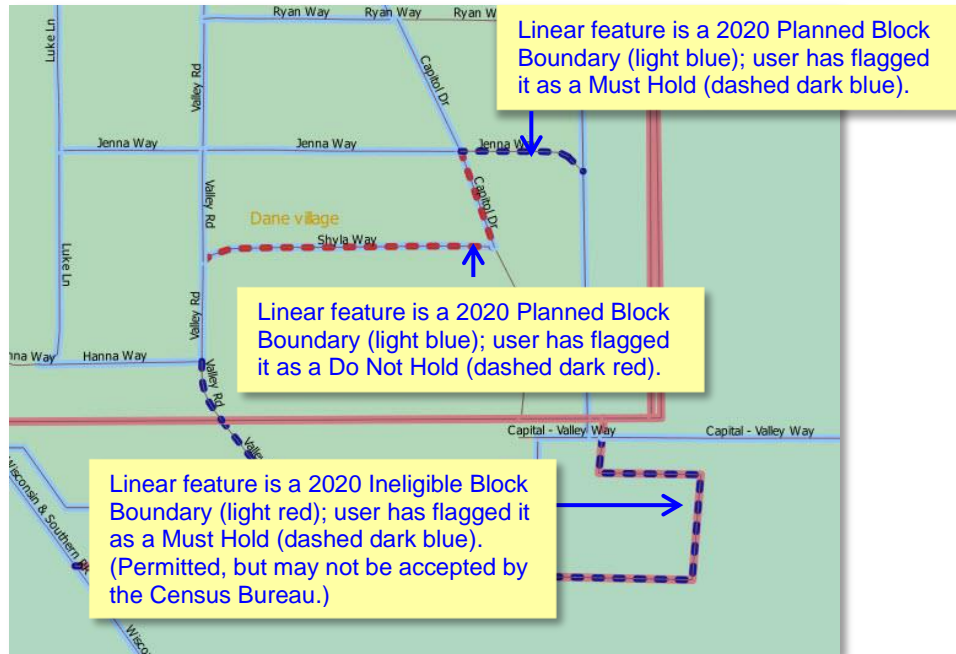 Ryan Way
Ryan Way
Ryan W
Luke Ln
Valley Rd
Capitol Dr
Linear feature is a 2020 Planned Block
Boundary (light blue); user has flagged
it as a Must Hold (dashed dark blue).
Jenna Way
Jenna Way
Jenna W
Valley Rd
Capitol Dr
Dane village
Shyla Way
Luke Ln
Valley Rd
Linear feature is a 2020 Planned Block
Boundary (light blue); user has flagged
it as a Do Not Hold (dashed dark red).
nna Way
Hanna Way
Valley Rd
Valley
Capital - Valley Way
Capital - Valley Way
Linear feature is a 2020 Ineligible Block
Boundary (light red); user has flagged it
as a Must Hold (dashed dark blue).
(Permitted, but may not be accepted by
the Census Bureau.)
Wisconsin & Southern R
Wisco